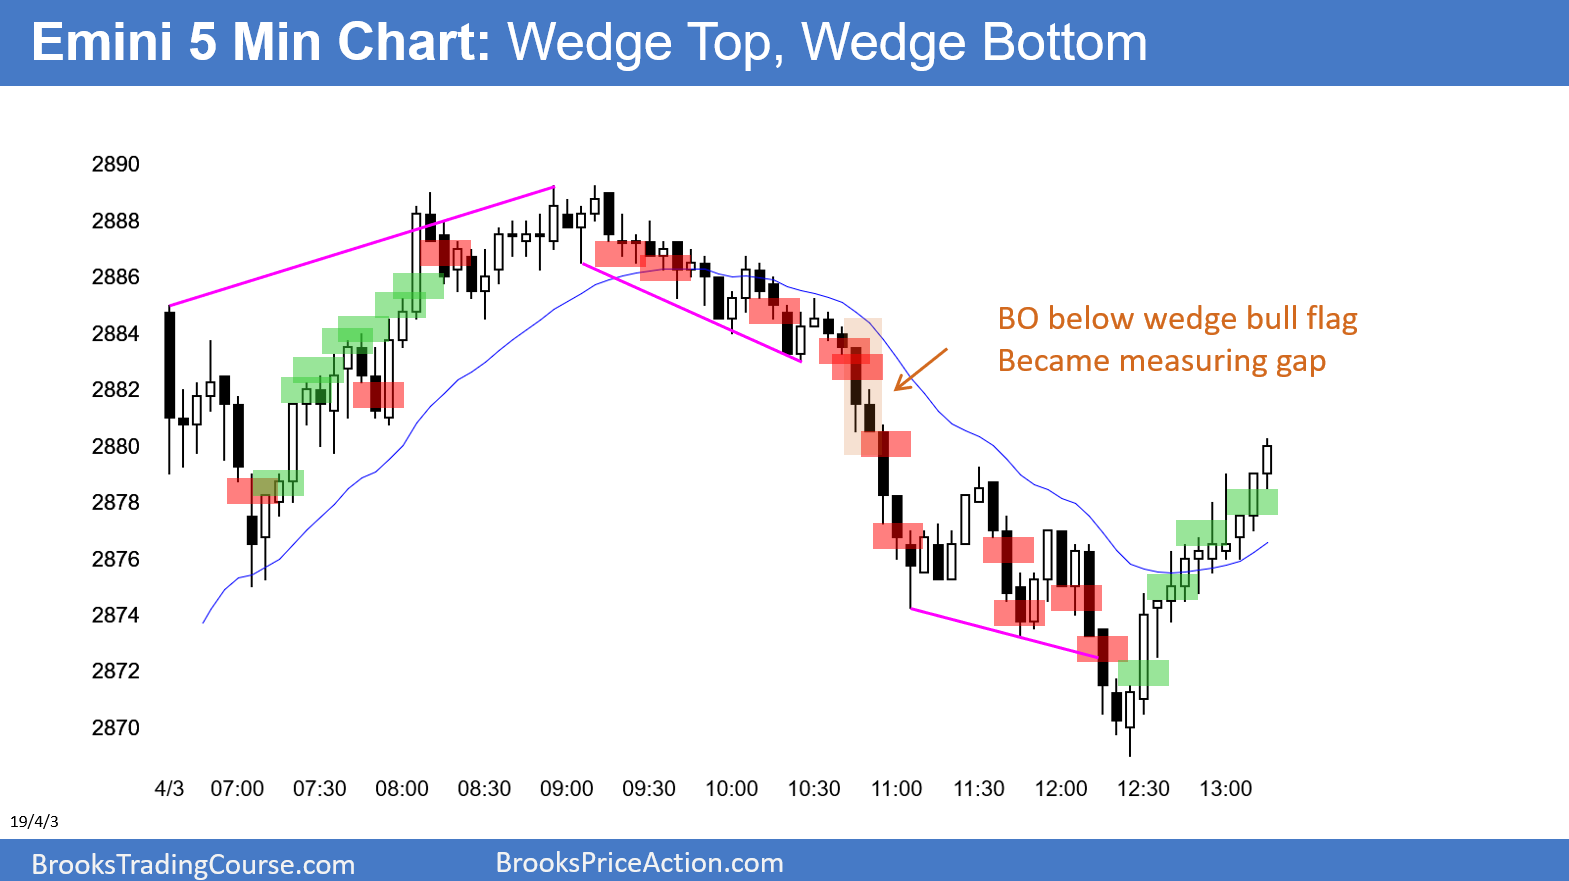 Emini 5 Min Chart: Wedge Top, Wedge Bottom
2890
2888
2886
2884
2882
2880
2878
2876
2874
2872
2870
BO below wedge bull flag
Became measuring gap
4/3 07:00 07:30 08:00 08:30 09:00 09:30 10:00 10:30 11:00 11:30 12:00 12:30 13:00
19/4/3
BrooksTradingCourse.com BrooksPriceAction.com